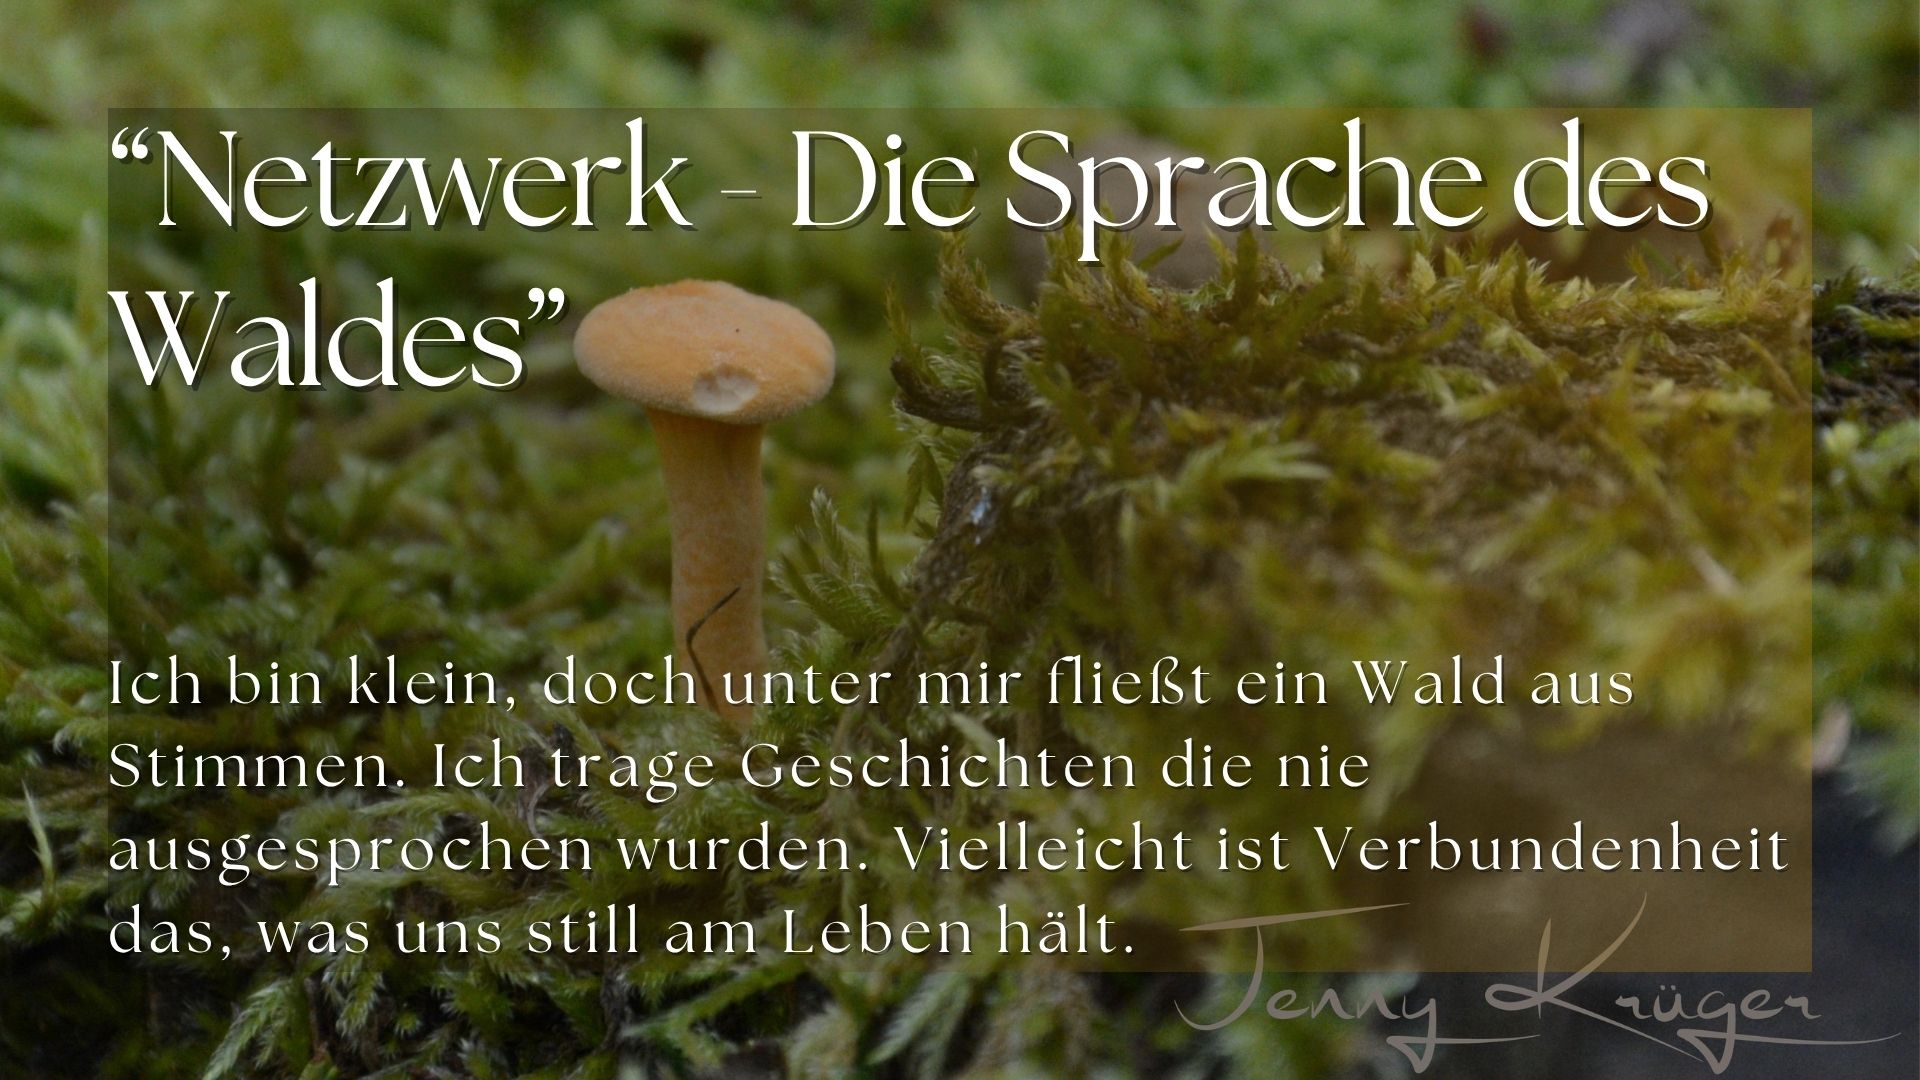 “Netzwerk – Die Sprache des
Waldes”
Ich bin klein, doch unter mir fließt ein Wald aus
Stimmen. Ich trage Geschichten die nie
ausgesprochen wurden. Vielleicht ist Verbundenheit
das, was uns still am Leben hält.
Jenny Krüger